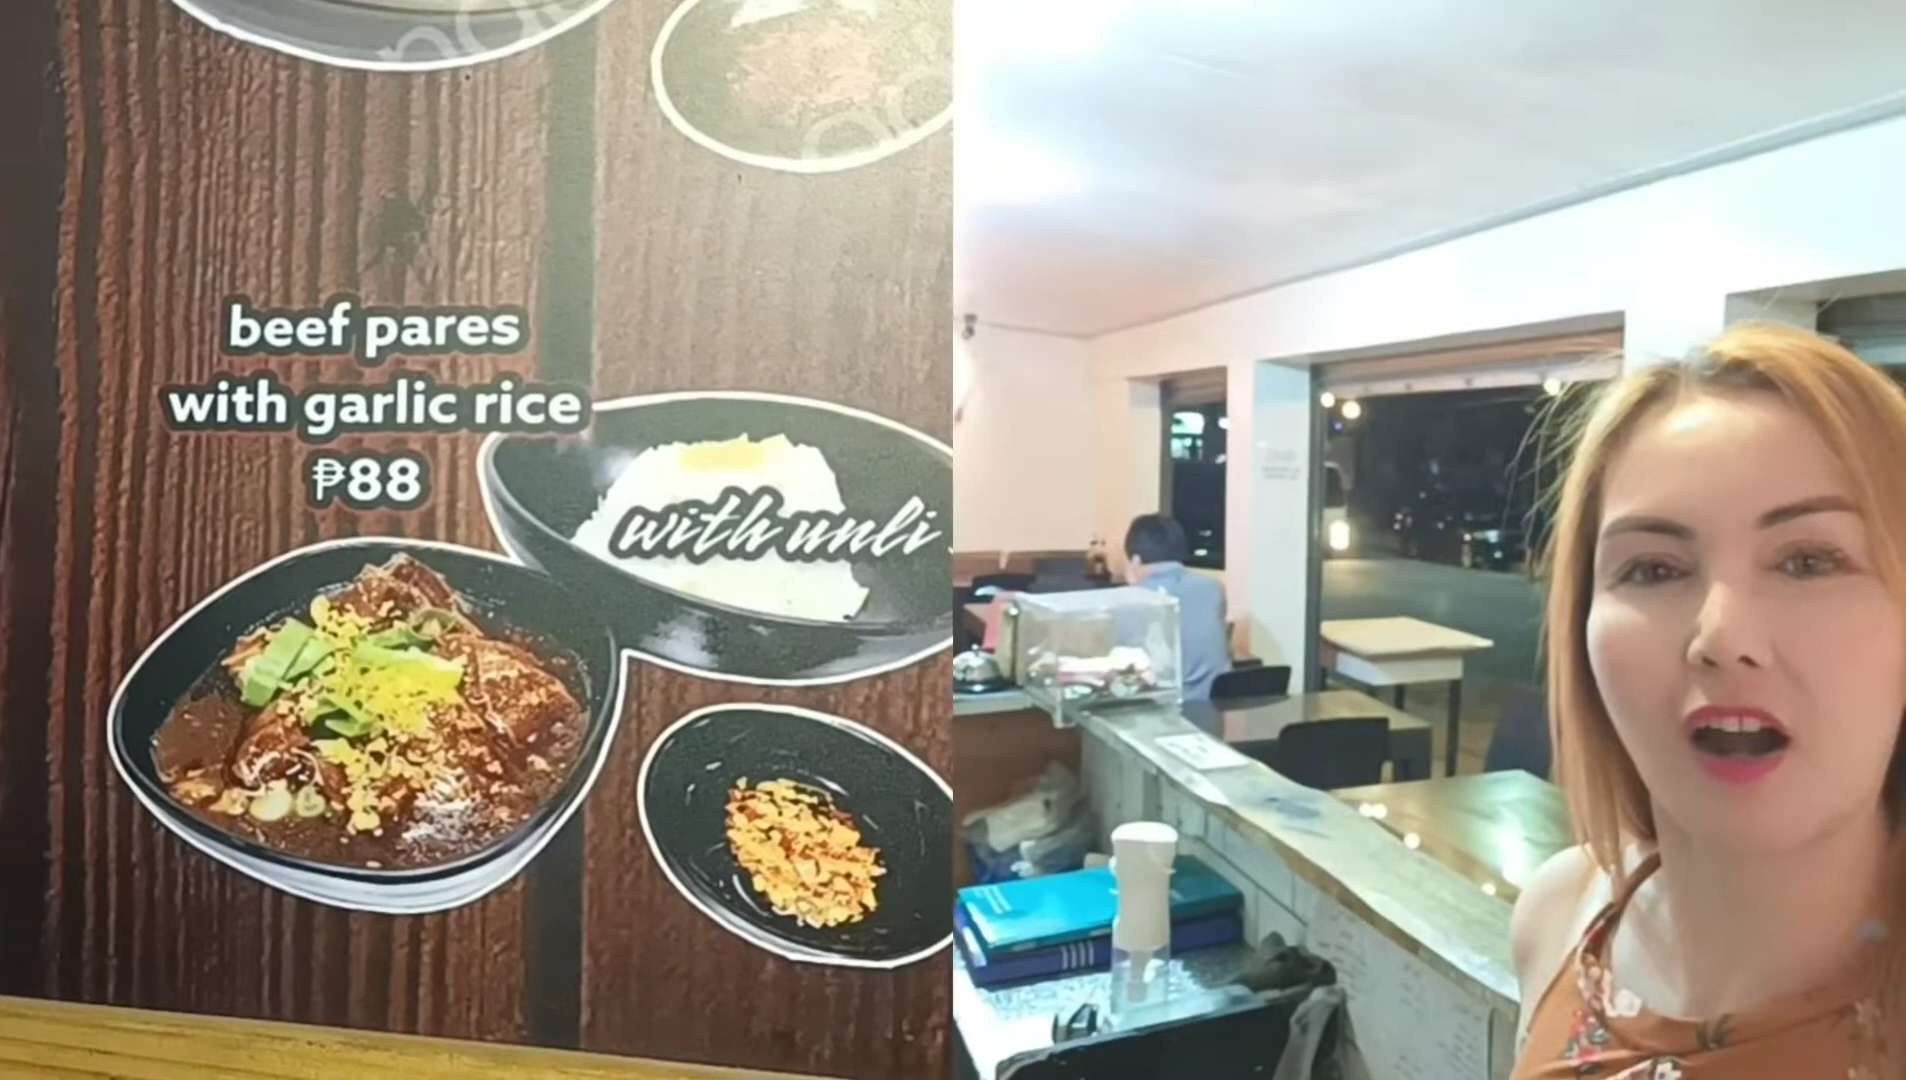 beef pares
with garlic rice
₱88
with unli